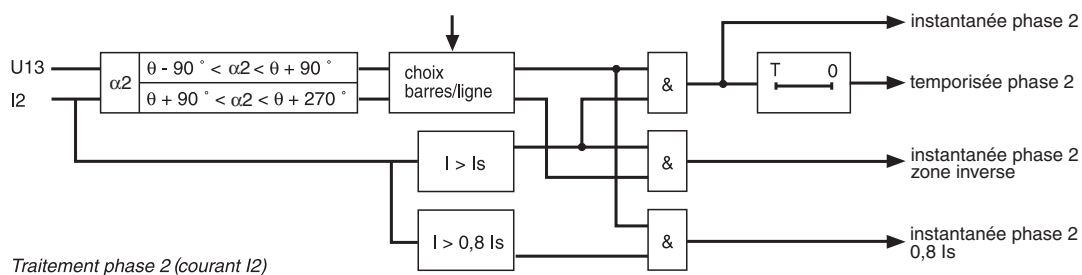 instantanée phase 2
U13
I2
α2
θ - 90 ° < α2 < θ + 90 °
θ + 90 ° < α2 < θ + 270 °
choix
barres/ligne
&
T 0
temporisée phase 2
I > Is
&
instantanée phase 2
zone inverse
I > 0,8 Is
&
instantanée phase 2
0,8 Is
Traitement phase 2 (courant I2)